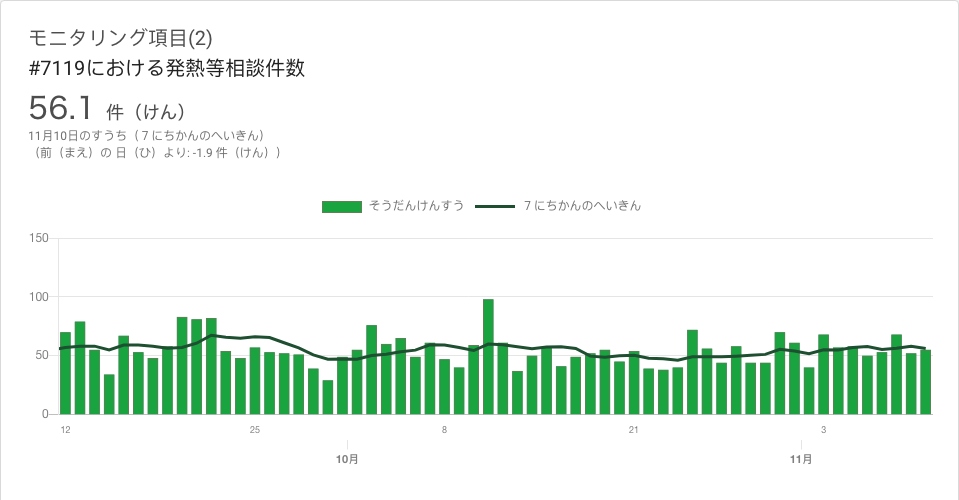 モニタリング項目(2)
#7119における発熱等相談件数
56.1 件（けん）
11月10日のすうち（７にちかんのへいきん）
（前（まえ）の 日（ひ）より: -1.9 件（けん））
そうだんけんすう ７にちかんのへいきん
150
100
50
0
12 25 8 21 3
10月 11月